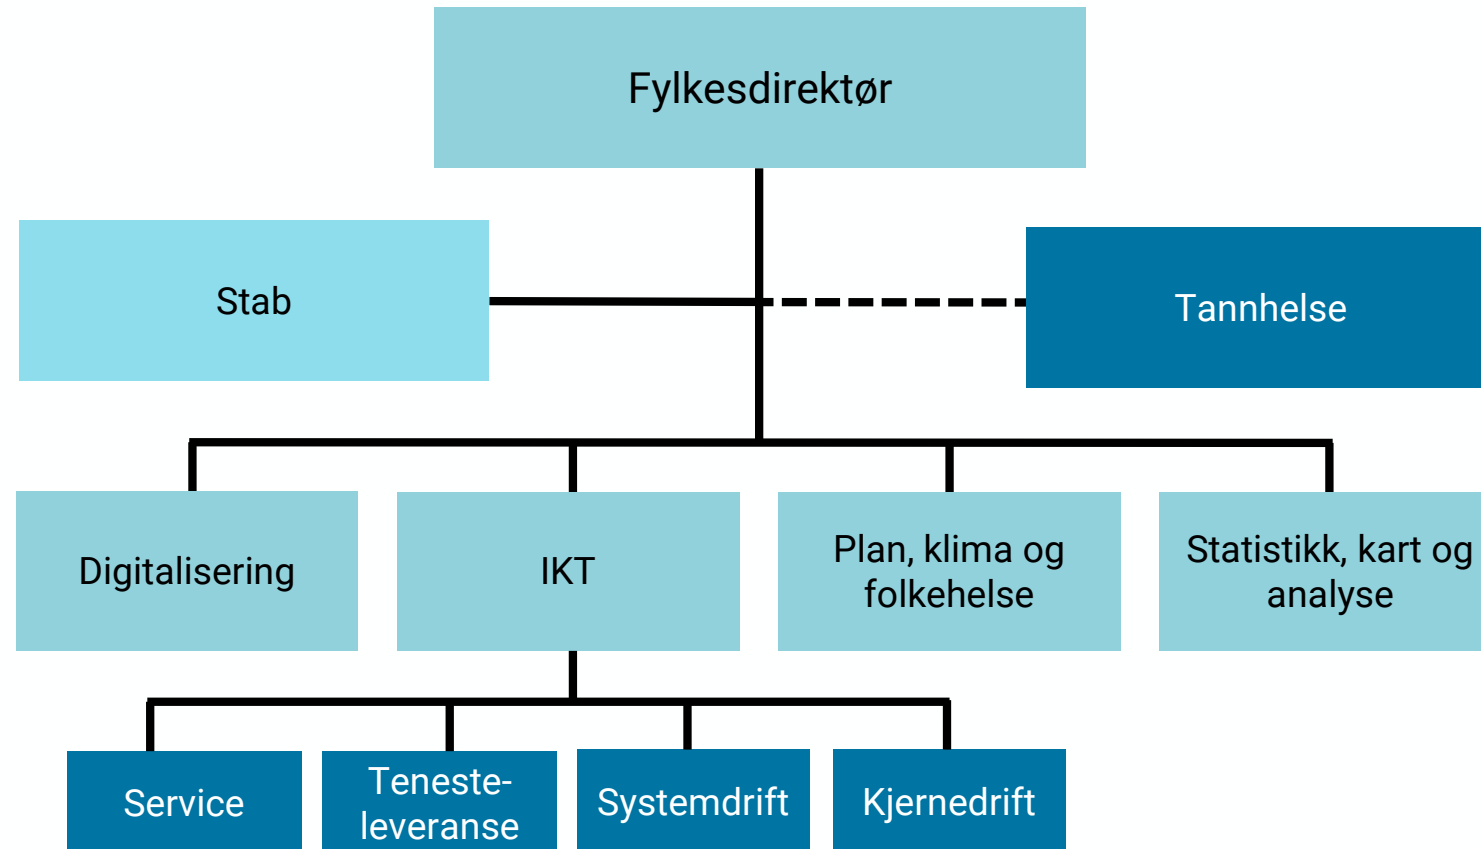 Fylkesdirektør
Stab
Tannhelse
Digitalisering
IKT
Plan, klima og
folkehelse
Statistikk, kart og
analyse
Service
Teneste-
leveranse
Systemdrift
Kjernedrift